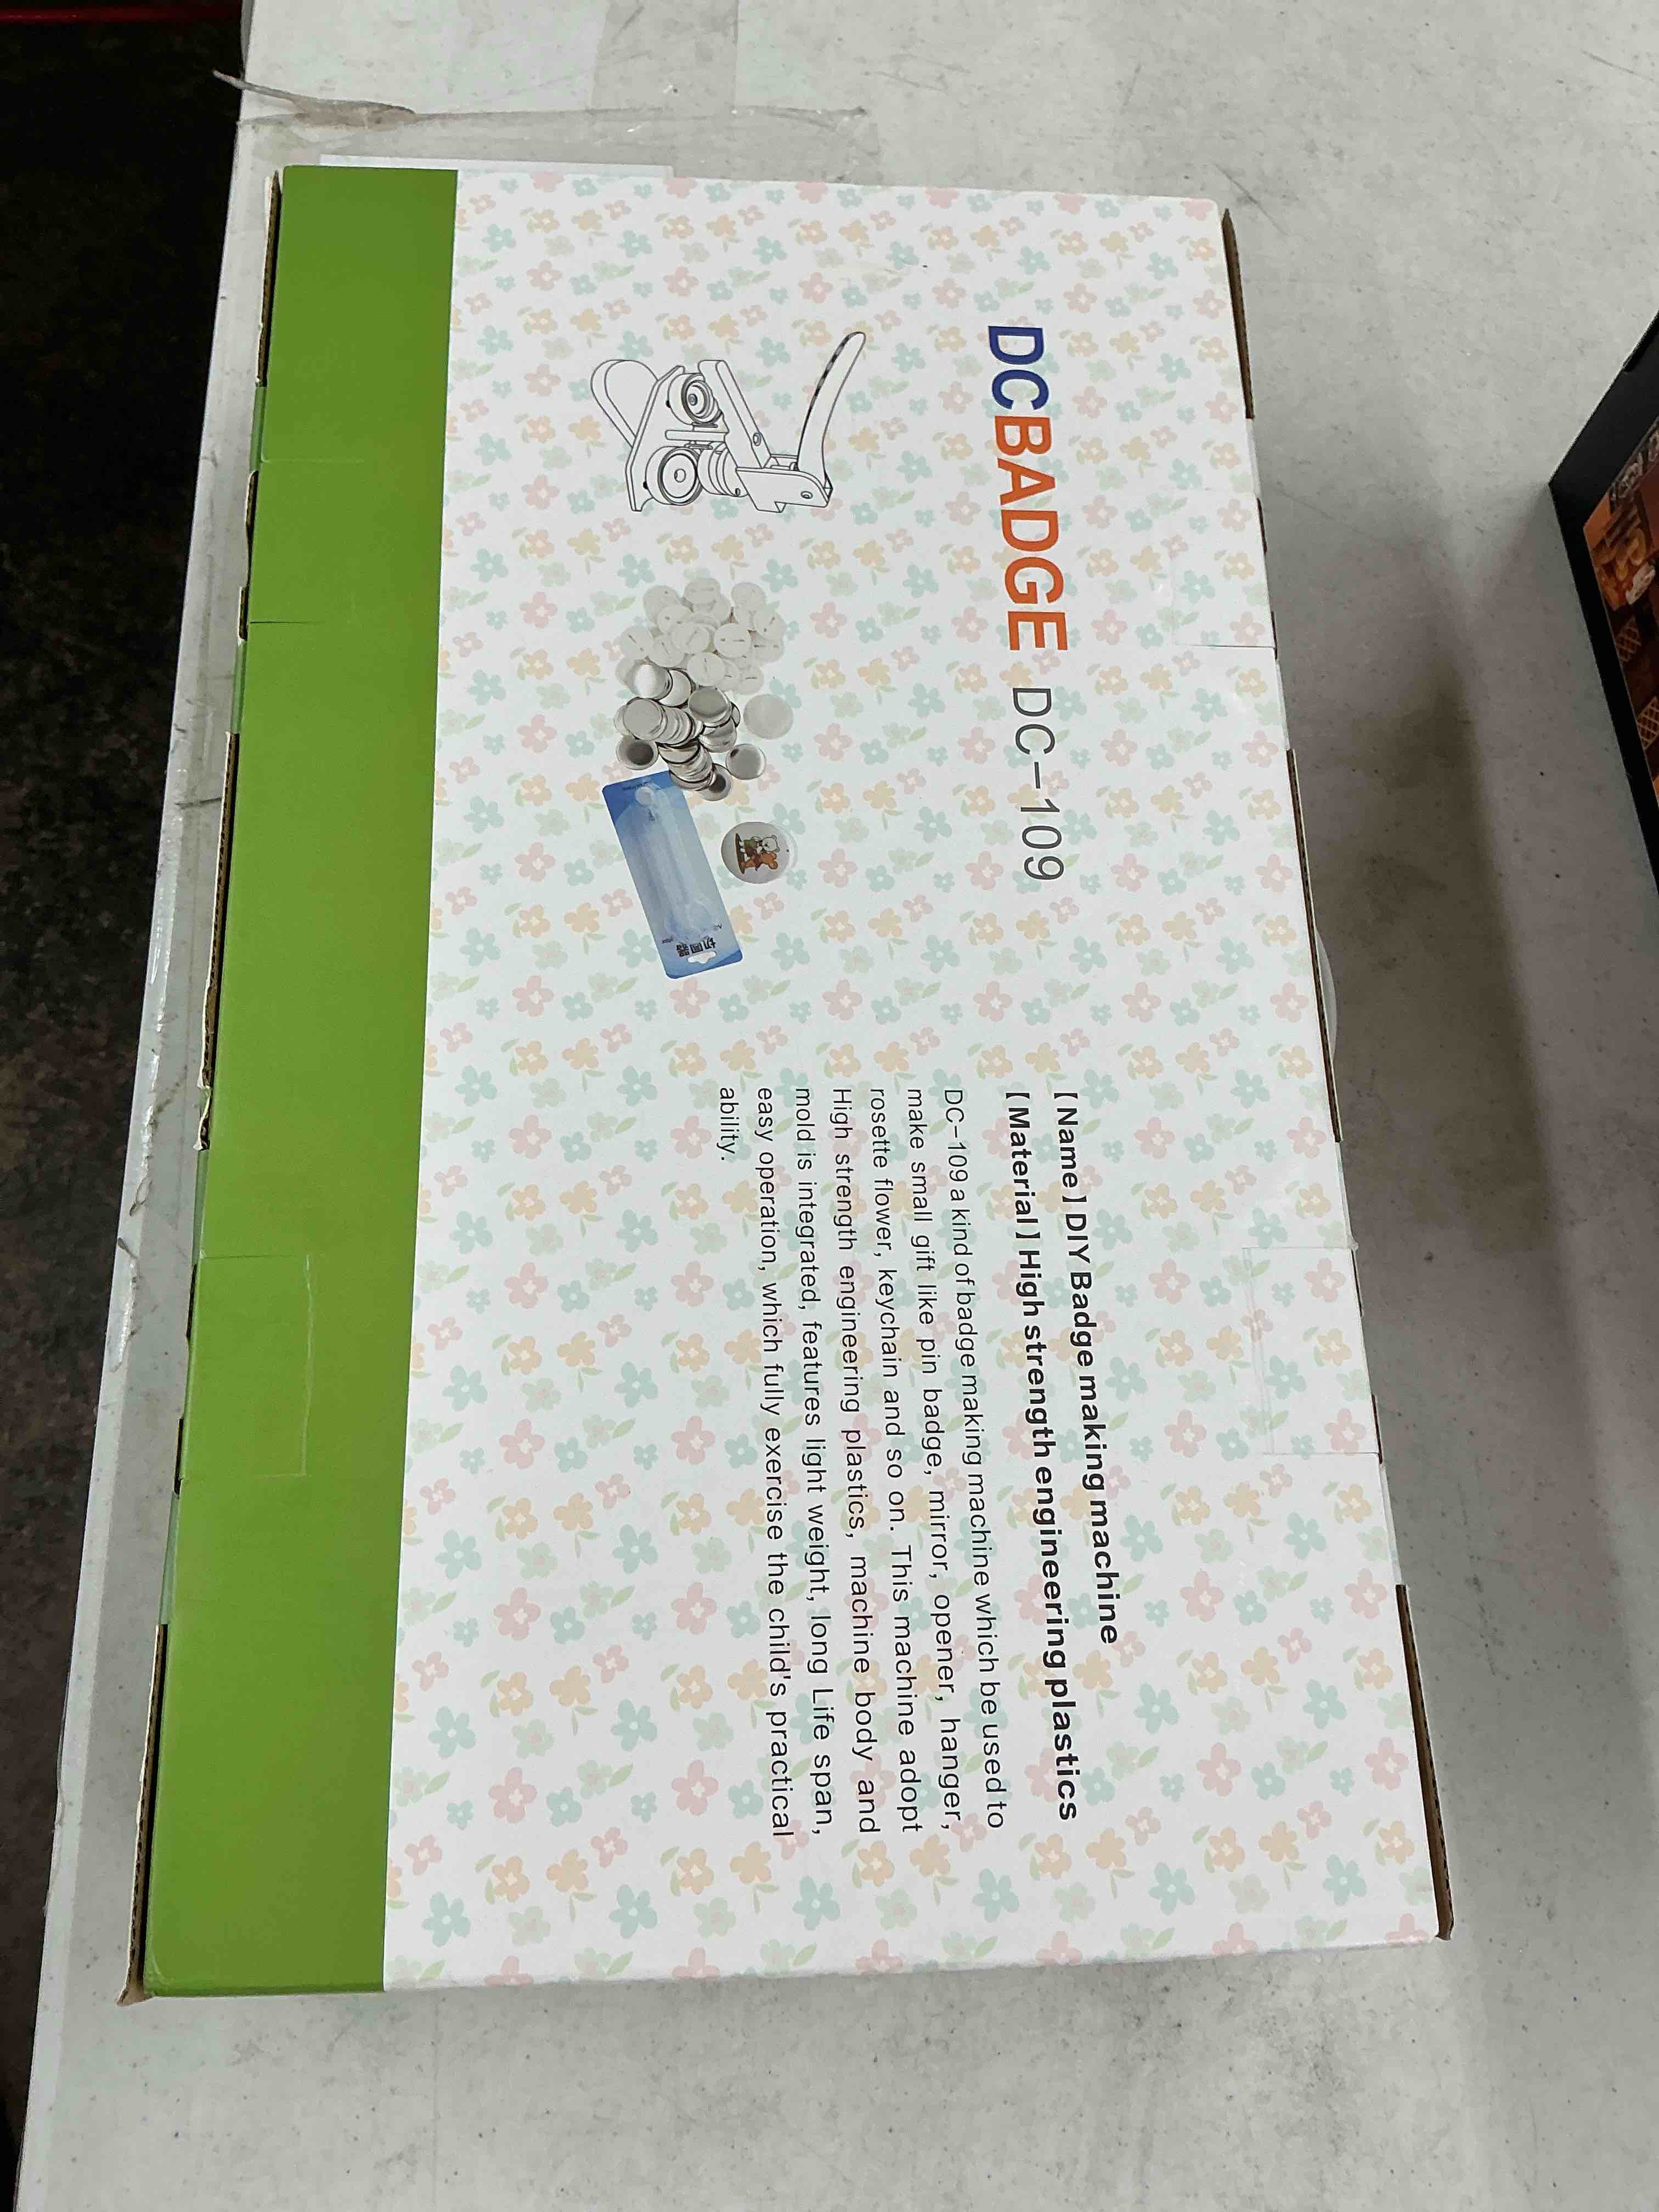 DCBADGE DC-109
【Name】DIY Badge making machine
【Material】High strength engineering plastics
DC-109 a kind of badge making machine which be used to
make small gift like pin badge, mirror, opener, hanger,
rosette flower, keychain and so on. This machine adopt
High strength engineering plastics, machine body and
mold is integrated, features light weight, long Life span,
easy operation, which fully exercise the child's practical
ability.
切圆器